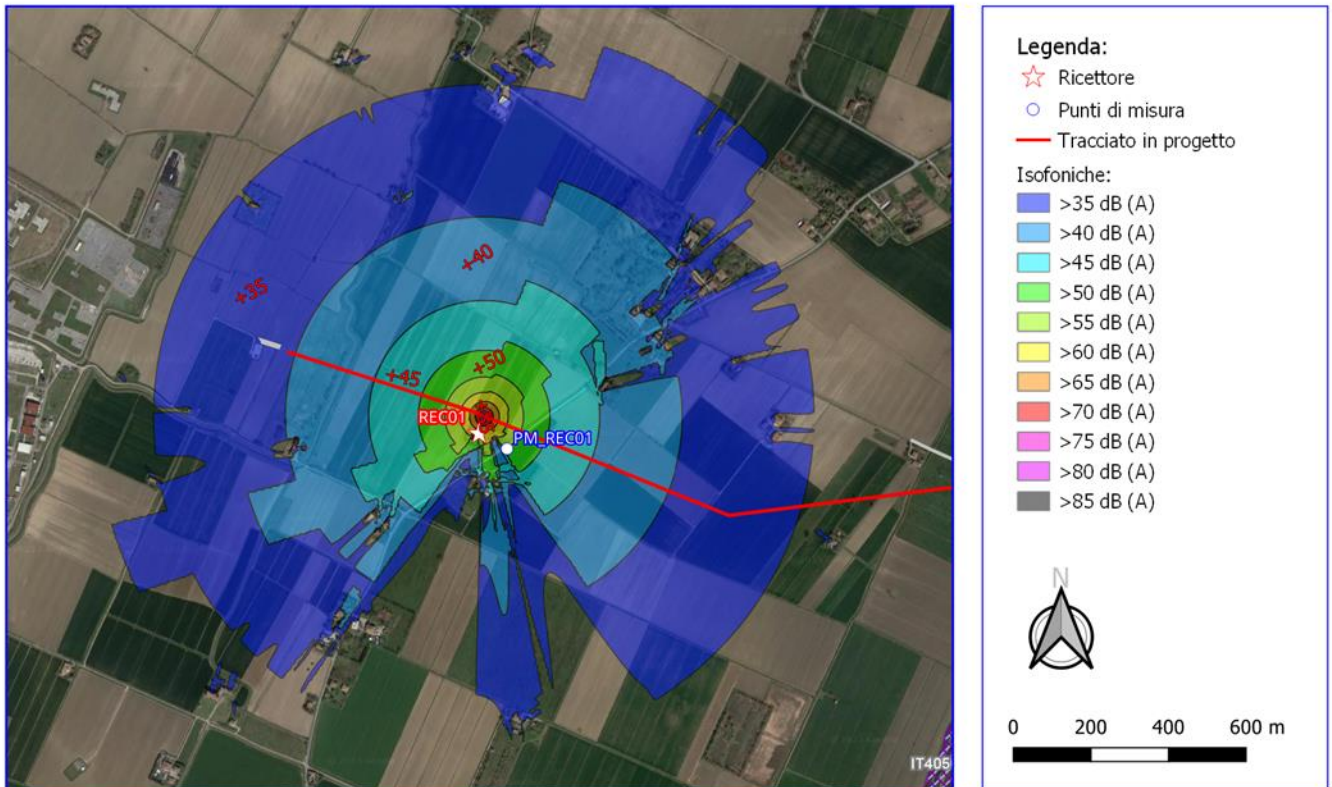 +40
+35
+50
+45
REC01
PM_REC01
IT405
Legenda:
Ricettore
Punti di misura
Tracciato in progetto
Isofoniche:
>35 dB (A)
>40 dB (A)
>45 dB (A)
>50 dB (A)
>55 dB (A)
>60 dB (A)
>65 dB (A)
>70 dB (A)
>75 dB (A)
>80 dB (A)
>85 dB (A)
N
0 200 400 600 m